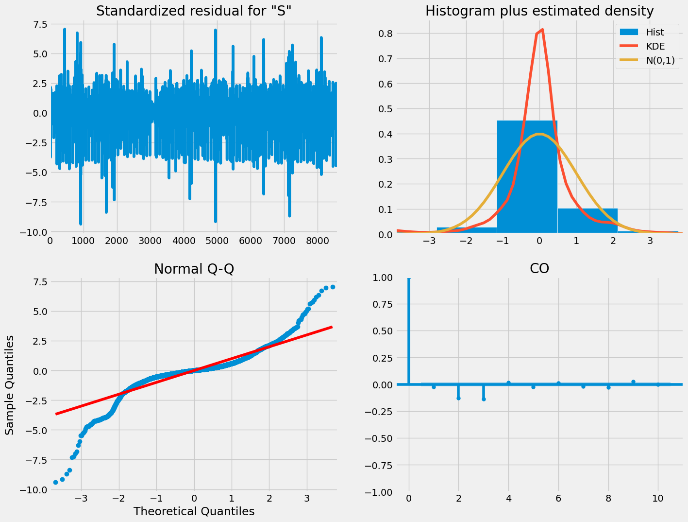 Standardized residual for "S"
7.5
5.0
2.5
0.0
−2.5
−5.0
−7.5
−10.0
0 1000 2000 3000 4000 5000 6000 7000 8000
Histogram plus estimated density
Hist
KDE
N(0,1)
0.8
0.7
0.6
0.5
0.4
0.3
0.2
0.1
0.0
−3 −2 −1 0 1 2 3
Normal Q-Q
Sample Quantiles
7.5
5.0
2.5
0.0
−2.5
−5.0
−7.5
−10.0
−3 −2 −1 0 1 2 3
Theoretical Quantiles
CO
1.00
0.75
0.50
0.25
0.00
−0.25
−0.50
−0.75
−1.00
0 2 4 6 8 10